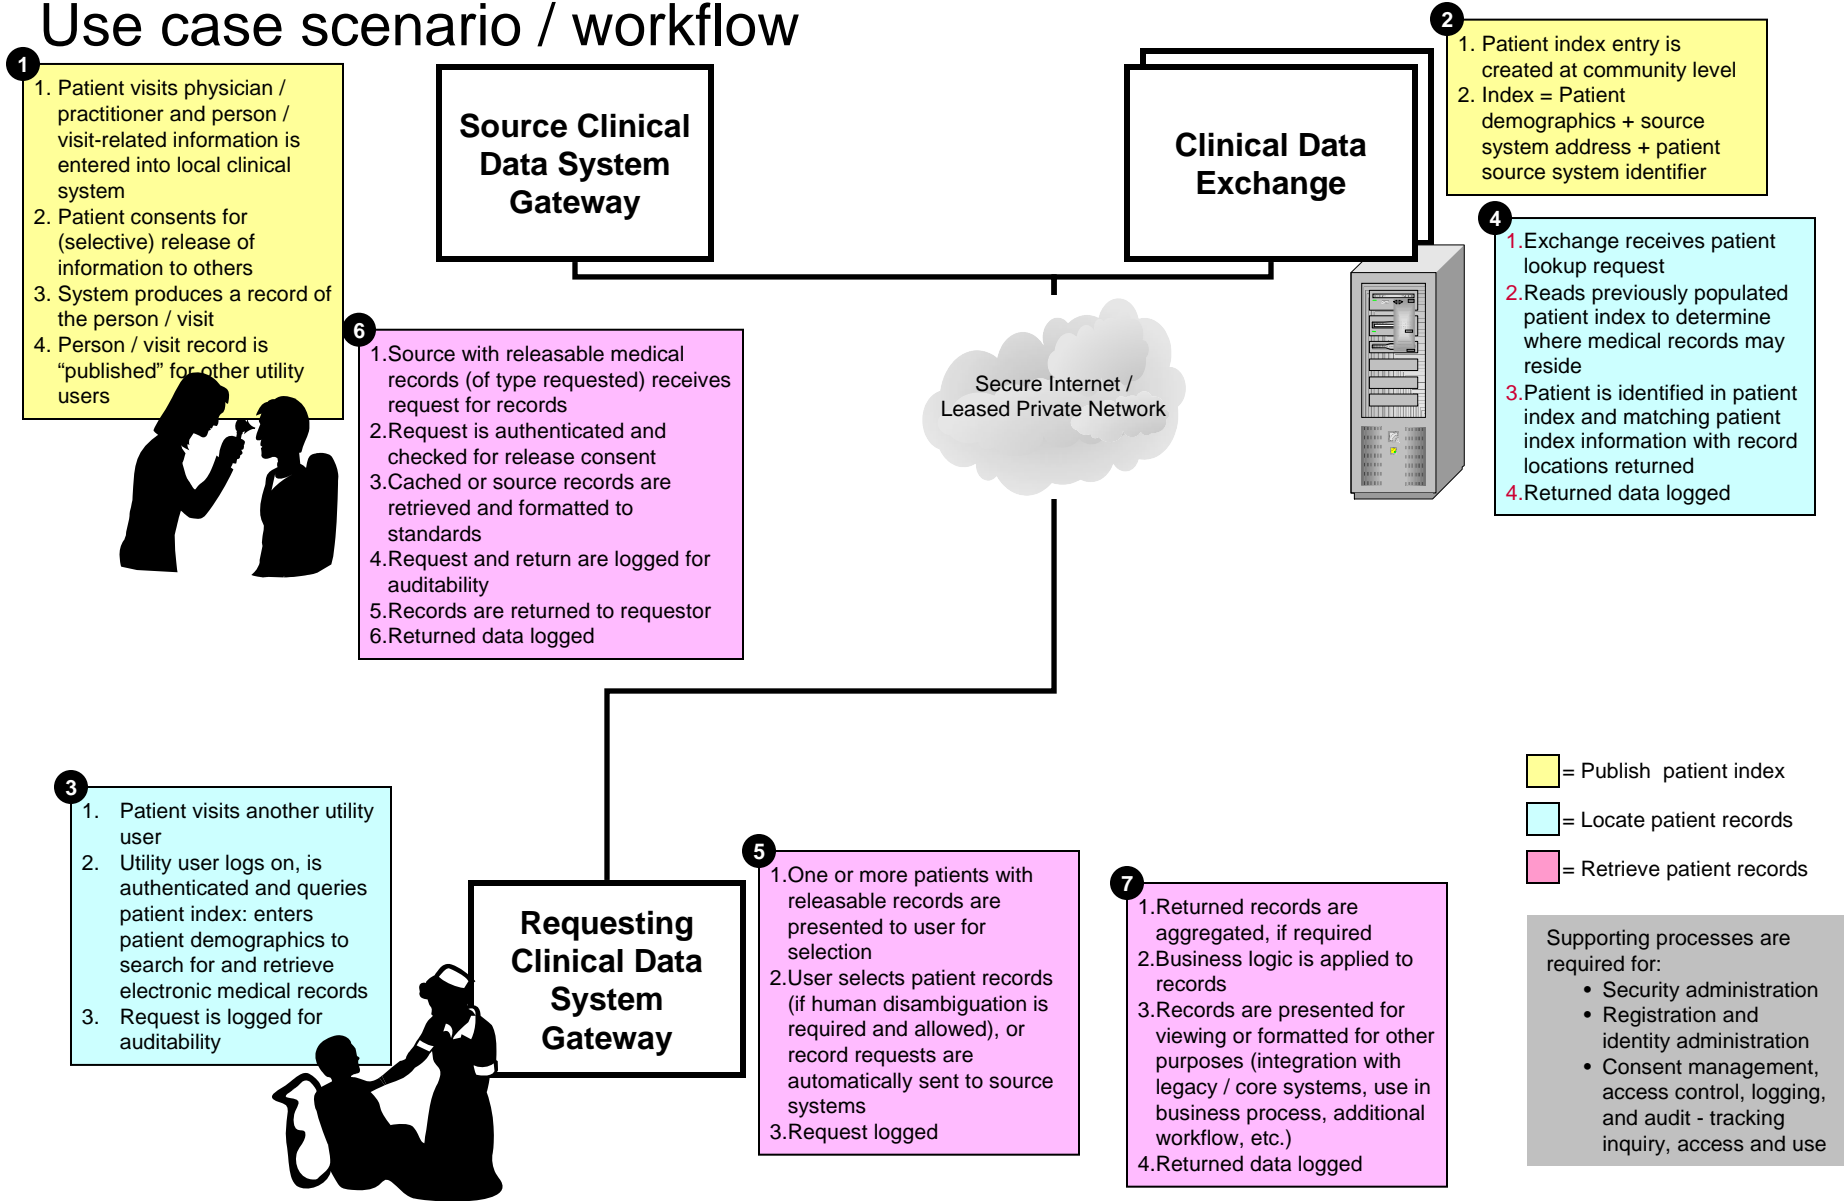 Use case scenario / workflow
1
1. Patient visits physician /
practitioner and person /
visit-related information is
entered into local clinical
system
2. Patient consents for
(selective) release of
information to others
3. System produces a record of
the person / visit
4. Person / visit record is
“published” for other utility
users
Source Clinical
Data System
Gateway
Clinical Data
Exchange
2
1. Patient index entry is
created at community level
2. Index = Patient
demographics + source
system address + patient
source system identifier
4
1.Exchange receives patient
lookup request
2.Reads previously populated
patient index to determine
where medical records may
reside
3.Patient is identified in patient
index and matching patient
index information with record
locations returned
4.Returned data logged
6
1.Source with releasable medical
records (of type requested) receives
request for records
2.Request is authenticated and
checked for release consent
3.Cached or source records are
retrieved and formatted to
standards
4.Request and return are logged for
auditability
5.Records are returned to requestor
6.Returned data logged
Secure Internet /
Leased Private Network
3
1. Patient visits another utility
user
2. Utility user logs on, is
authenticated and queries
patient index: enters
patient demographics to
search for and retrieve
electronic medical records
3. Request is logged for
auditability
Requesting
Clinical Data
System
Gateway
5
1.One or more patients with
releasable records are
presented to user for
selection
2.User selects patient records
(if human disambiguation is
required and allowed), or
record requests are
automatically sent to source
systems
3.Request logged
7
1.Returned records are
aggregated, if required
2.Business logic is applied to
records
3.Records are presented for
viewing or formatted for other
purposes (integration with
legacy / core systems, use in
business process, additional
workflow, etc.)
4.Returned data logged
= Publish patient index
= Locate patient records
= Retrieve patient records
Supporting processes are
required for:
• Security administration
• Registration and
identity administration
• Consent management,
access control, logging,
and audit - tracking
inquiry, access and use